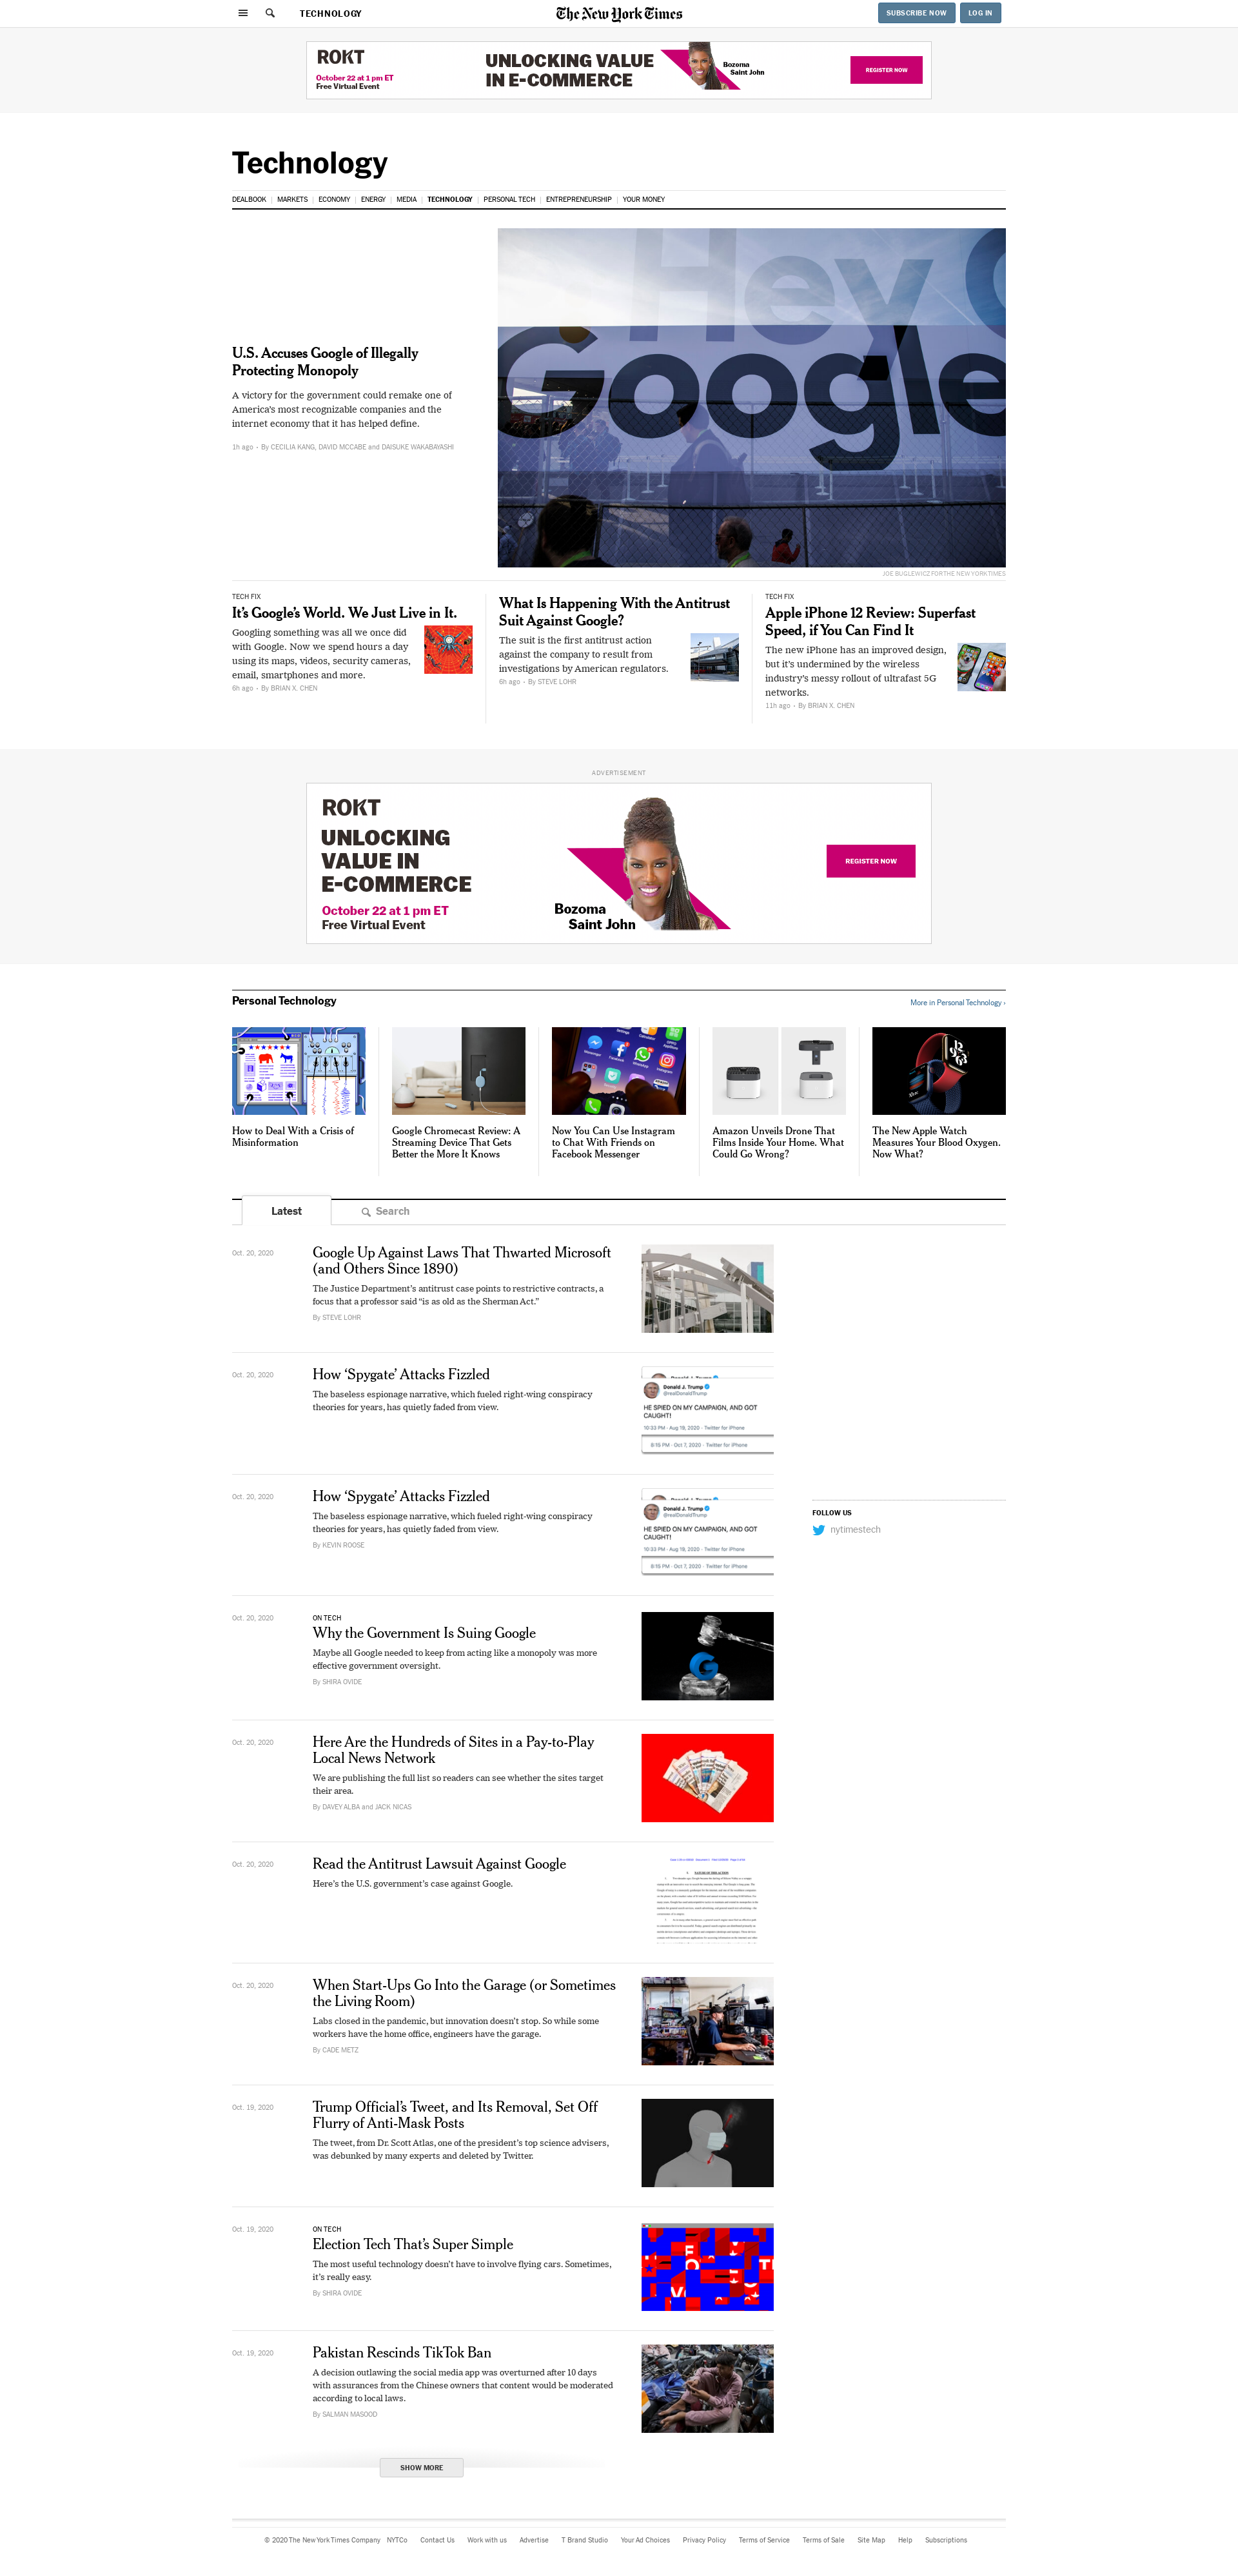 TECHNOLOGY
The New York Times
SUBSCRIBE NOW
LOG IN
ROKT
October 22 at 1 pm ET
Free Virtual Event
UNLOCKING VALUE
IN E-COMMERCE
Bozoma
Saint John
REGISTER NOW
Technology
DEALBOOK | MARKETS | ECONOMY | ENERGY | MEDIA | TECHNOLOGY | PERSONAL TECH | ENTREPRENEURSHIP | YOUR MONEY
Hey G
Google
U.S. Accuses Google of Illegally
Protecting Monopoly
A victory for the government could remake one of
America's most recognizable companies and the
internet economy that it has helped define.
1h ago • By CECILIA KANG, DAVID MCCABE and DAISUKE WAKABAYASHI
JOE BUGLEWICZ FOR THE NEW YORK TIMES
TECH FIX
It's Google's World. We Just Live in It.
Googling something was all we once did
with Google. Now we spend hours a day
using its maps, videos, security cameras,
email, smartphones and more.
6h ago • By BRIAN X. CHEN
What Is Happening With the Antitrust
Suit Against Google?
The suit is the first antitrust action
against the company to result from
investigations by American regulators.
6h ago • By STEVE LOHR
TECH FIX
Apple iPhone 12 Review: Superfast
Speed, if You Can Find It
The new iPhone has an improved design,
but it's undermined by the wireless
industry's messy rollout of ultrafast 5G
networks.
11h ago • By BRIAN X. CHEN
ADVERTISEMENT
ROKT
UNLOCKING
VALUE IN
E-COMMERCE
October 22 at 1 pm ET
Free Virtual Event
Bozoma
Saint John
REGISTER NOW
Personal Technology
More in Personal Technology ›
How to Deal With a Crisis of
Misinformation
Google Chromecast Review: A
Streaming Device That Gets
Better the More It Knows
Now You Can Use Instagram
to Chat With Friends on
Facebook Messenger
Amazon Unveils Drone That
Films Inside Your Home. What
Could Go Wrong?
The New Apple Watch
Measures Your Blood Oxygen.
Now What?
Latest
Search
Oct. 20, 2020
Google Up Against Laws That Thwarted Microsoft
(and Others Since 1890)
The Justice Department's antitrust case points to restrictive contracts, a
focus that a professor said “is as old as the Sherman Act.”
By STEVE LOHR
Oct. 20, 2020
How ‘Spygate’ Attacks Fizzled
The baseless espionage narrative, which fueled right-wing conspiracy
theories for years, has quietly faded from view.
Donald J. Trump
@realDonaldTrump
HE SPIED ON MY CAMPAIGN, AND GOT
CAUGHT!
10:33 PM · Aug 19, 2020 · Twitter for iPhone
9:15 PM · Oct 7, 2020 · Twitter for iPhone
Oct. 20, 2020
How ‘Spygate’ Attacks Fizzled
The baseless espionage narrative, which fueled right-wing conspiracy
theories for years, has quietly faded from view.
By KEVIN ROOSE
Donald J. Trump
@realDonaldTrump
HE SPIED ON MY CAMPAIGN, AND GOT
CAUGHT!
10:33 PM · Aug 19, 2020 · Twitter for iPhone
9:15 PM · Oct 7, 2020 · Twitter for iPhone
FOLLOW US
nytimestech
Oct. 20, 2020
ON TECH
Why the Government Is Suing Google
Maybe all Google needed to keep from acting like a monopoly was more
effective government oversight.
By SHIRA OVIDE
Oct. 20, 2020
Here Are the Hundreds of Sites in a Pay-to-Play
Local News Network
We are publishing the full list so readers can see whether the sites target
their area.
By DAVEY ALBA and JACK NICAS
Oct. 20, 2020
Read the Antitrust Lawsuit Against Google
Here's the U.S. government's case against Google.
Oct. 20, 2020
When Start-Ups Go Into the Garage (or Sometimes
the Living Room)
Labs closed in the pandemic, but innovation doesn't stop. So while some
workers have the home office, engineers have the garage.
By CADE METZ
Oct. 19, 2020
Trump Official's Tweet, and Its Removal, Set Off
Flurry of Anti-Mask Posts
The tweet, from Dr. Scott Atlas, one of the president's top science advisers,
was debunked by many experts and deleted by Twitter.
Oct. 19, 2020
ON TECH
Election Tech That's Super Simple
The most useful technology doesn't have to involve flying cars. Sometimes,
it's really easy.
By SHIRA OVIDE
Oct. 19, 2020
Pakistan Rescinds TikTok Ban
A decision outlawing the social media app was overturned after 10 days
with assurances from the Chinese owners that content would be moderated
according to local laws.
By SALMAN MASOOD
SHOW MORE
© 2020 The New York Times Company NYTCo Contact Us Work with us Advertise T Brand Studio Your Ad Choices Privacy Policy Terms of Service Terms of Sale Site Map Help Subscriptions